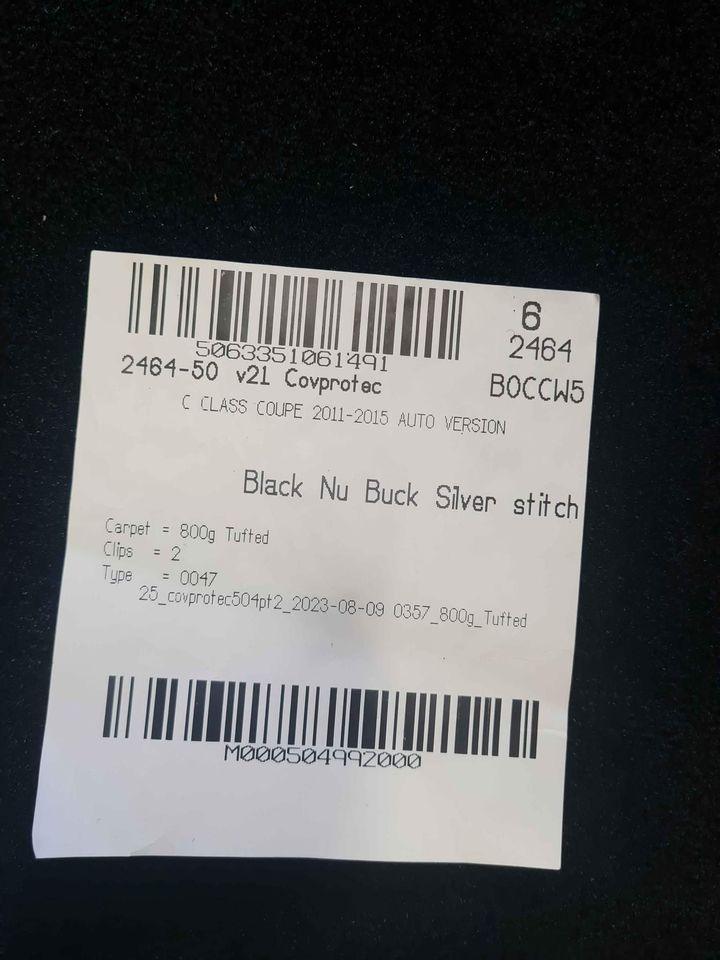 5063351061491
6
2464
2464-50 v21 Covprotec
BOCCW5
C CLASS COUPE 2011-2015 AUTO VERSION
Black Nu Buck Silver stitch
Carpet = 800g Tufted
Clips = 2
Type = 0047
25_covprotec504pt2_2023-08-09 0357_800g_Tufted
M000504992000